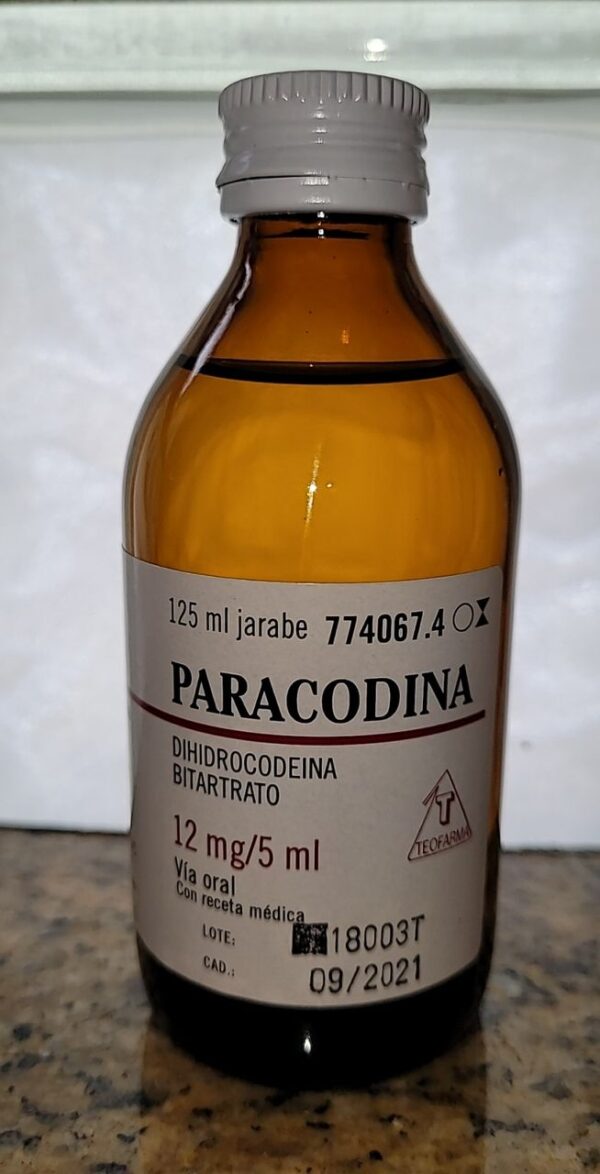 125 ml jarabe 774067.4
PARACODINA
DIHIDROCODEINA
BITARTRATO
12 mg/5 ml
T
TEOFARMA
Vía oral
Con receta médica
LOTE: 18003T
CAD.: 09/2021